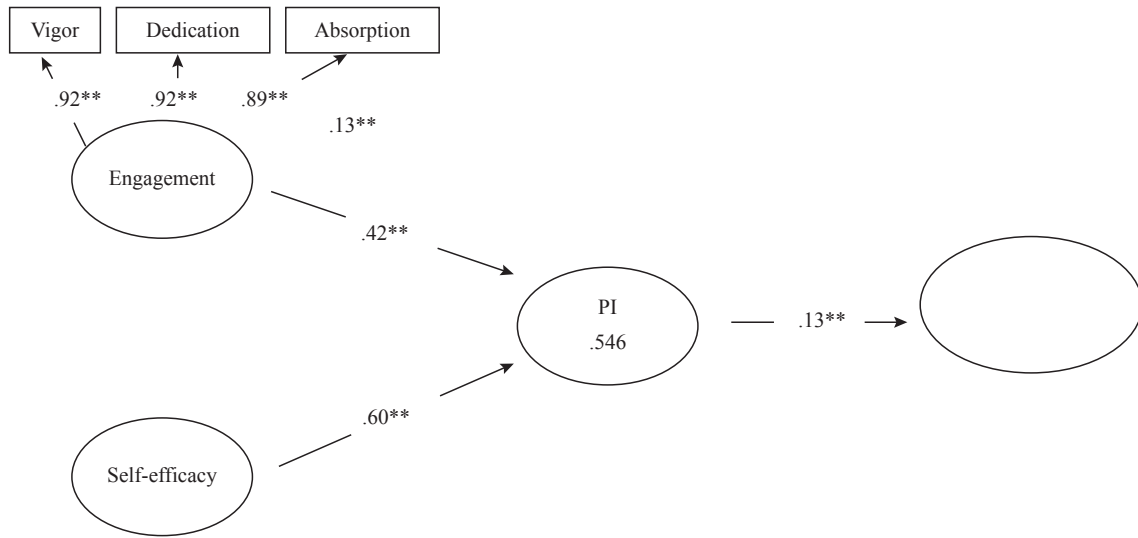 Vigor
Dedication
Absorption
.92**
.92**
.89**
.13**
Engagement
.42**
PI
.546
.13**
.60**
Self-efficacy